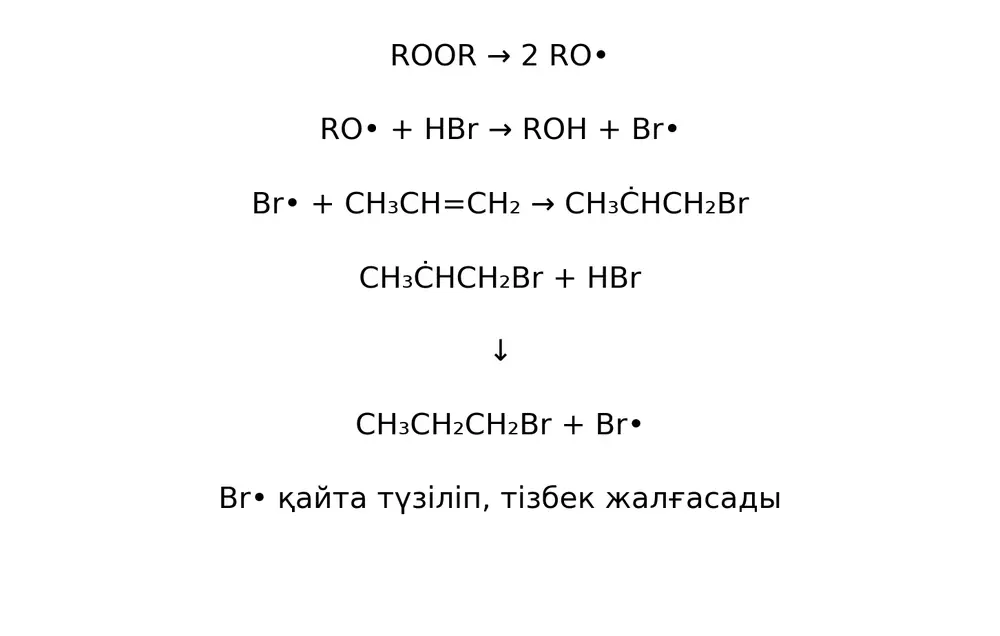 ROOR → 2 RO•
RO• + HBr → ROH + Br•
Br• + CH₃CH=CH₂ → CH₃ĊHCH₂Br
CH₃ĊHCH₂Br + HBr
↓
CH₃CH₂CH₂Br + Br•
Br• қайта түзіліп, тізбек жалғасады